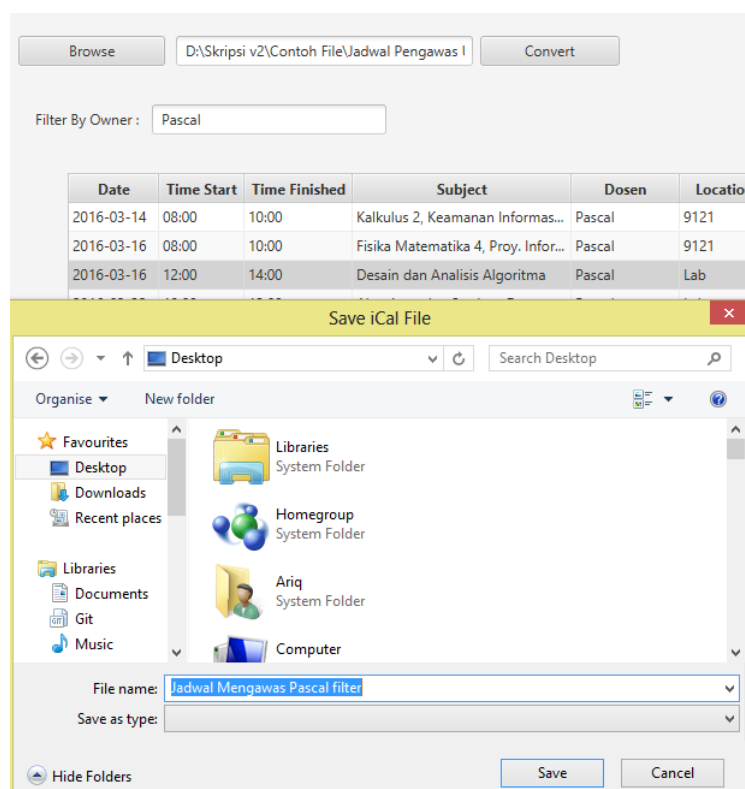 Browse D:\Skripsi v2\Contoh File\Jadwal Pengawas Convert
Filter By Owner : Pascal
Date Time Start Time Finished Subject Dosen Locatio
2016-03-14 08:00 10:00 Kalkulus 2, Keamanan Informas... Pascal 9121
2016-03-16 08:00 10:00 Fisika Matematika 4, Proy. Infor... Pascal 9121
2016-03-16 12:00 14:00 Desain dan Analisis Algoritma Pascal Lab
Save iCal File
Desktop Search Desktop
Organise New folder
Favourites
Desktop
Downloads
Recent places
Libraries
Documents
Git
Music
Libraries
System Folder
Homegroup
System Folder
Ariq
System Folder
Computer
File name: Jadwal Mengawas Pascal filter
Save as type:
Hide Folders Save Cancel